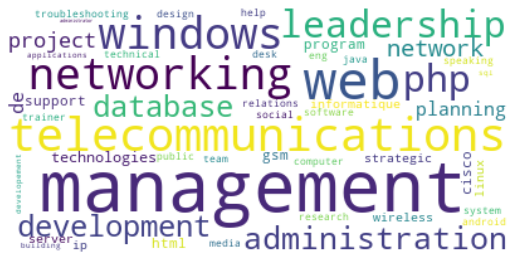 troubleshooting design help leadership
administrator
project windows program network
applications technical desk eng java speaking
networking web php sql
de support database relations informatique planning
trainer social software
telecommunications
technologies public team gsm computer strategic cisco linux
management
developement
development research wireless system android
administration
server ip html media
building